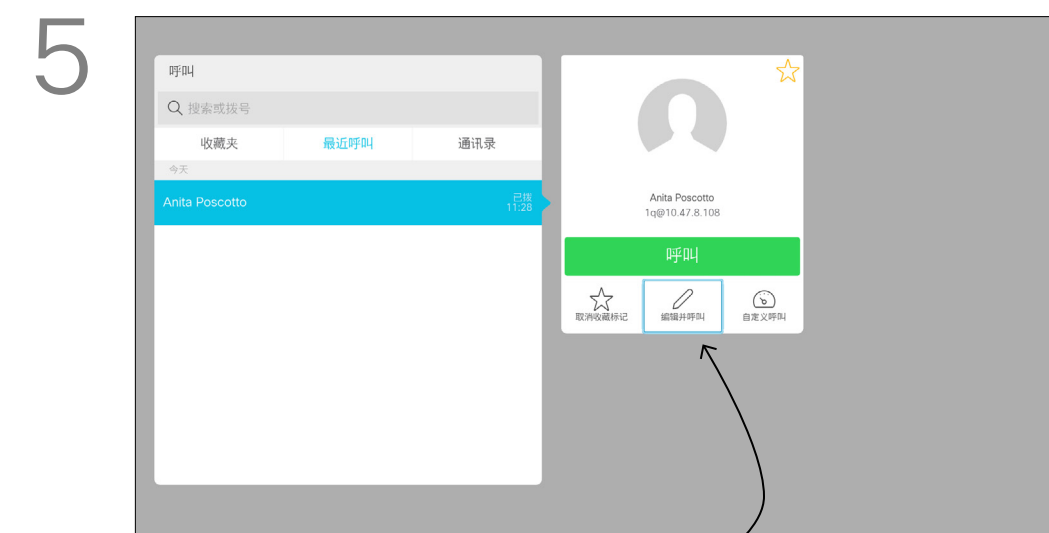 5
呼叫
搜索或拨号
收藏夹
最近呼叫
通讯录
今天
Anita Poscotto
已拨
11:28
Anita Poscotto
1q@10.47.8.108
呼叫
取消收藏标记
编辑并呼叫
自定义呼叫